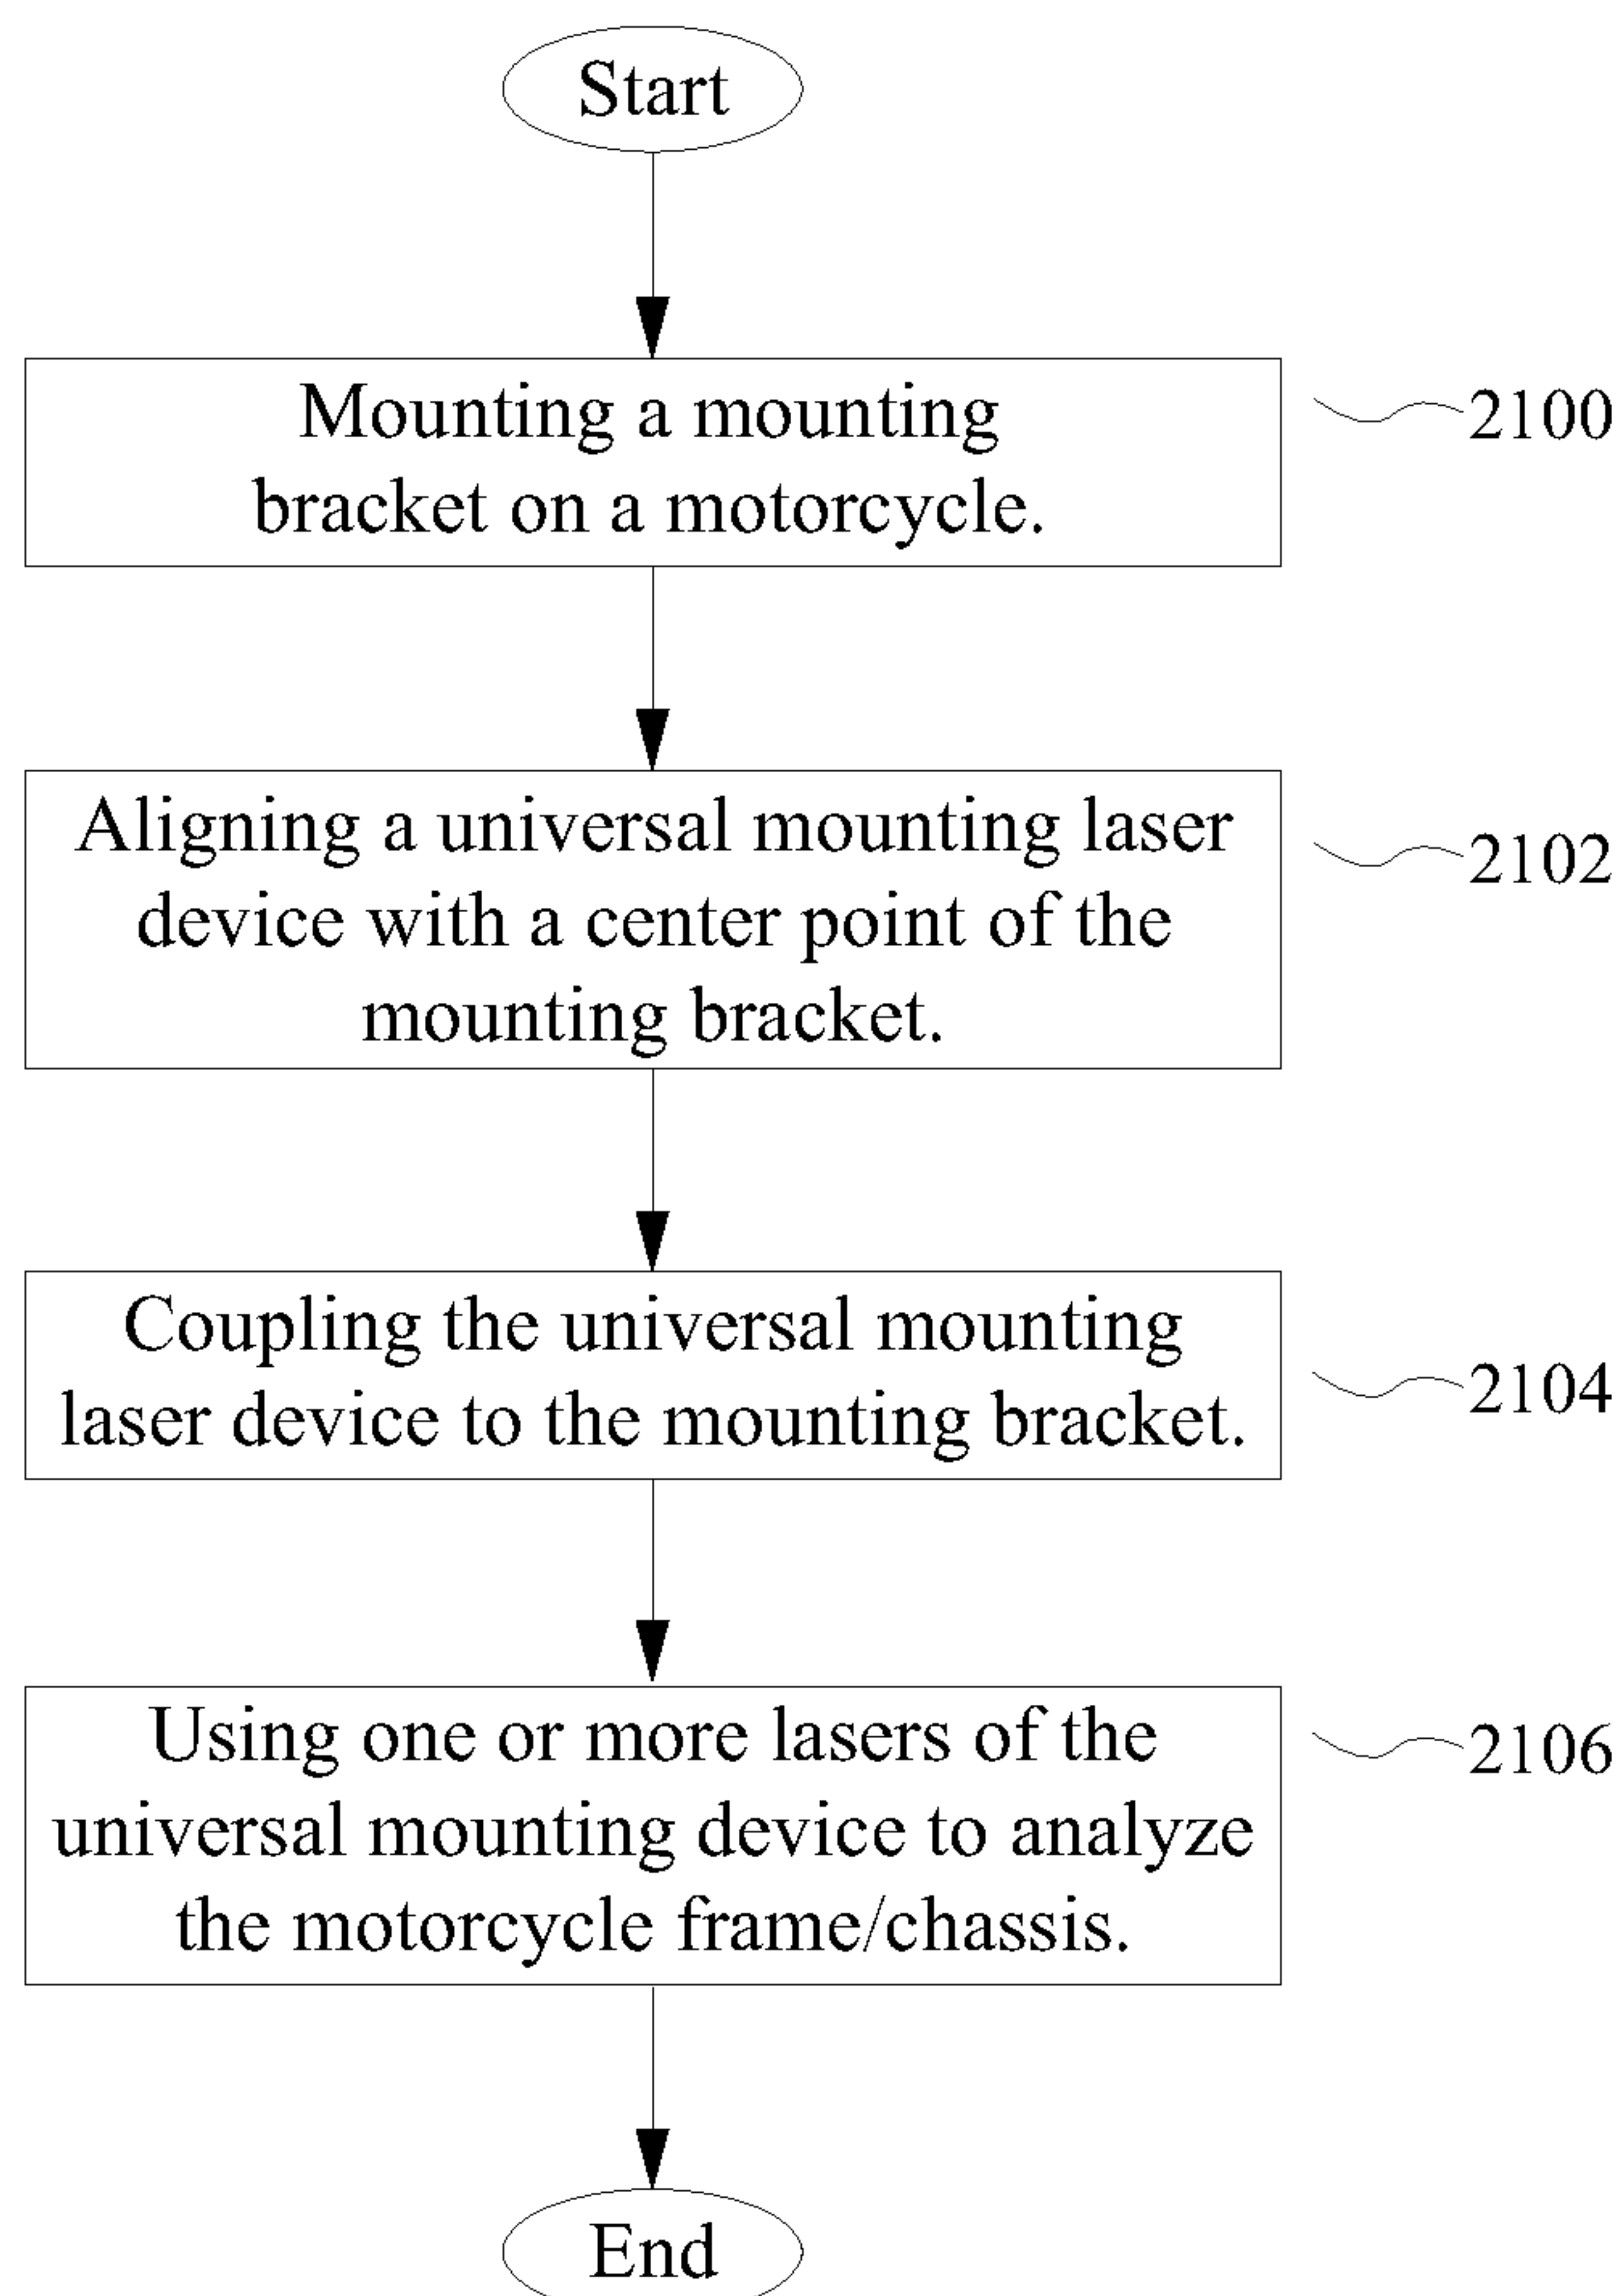 Start
Mounting a mounting
bracket on a motorcycle.
2100
Aligning a universal mounting laser
device with a center point of the
mounting bracket.
2102
Coupling the universal mounting
laser device to the mounting bracket.
2104
Using one or more lasers of the
universal mounting device to analyze
the motorcycle frame/chassis.
2106
End